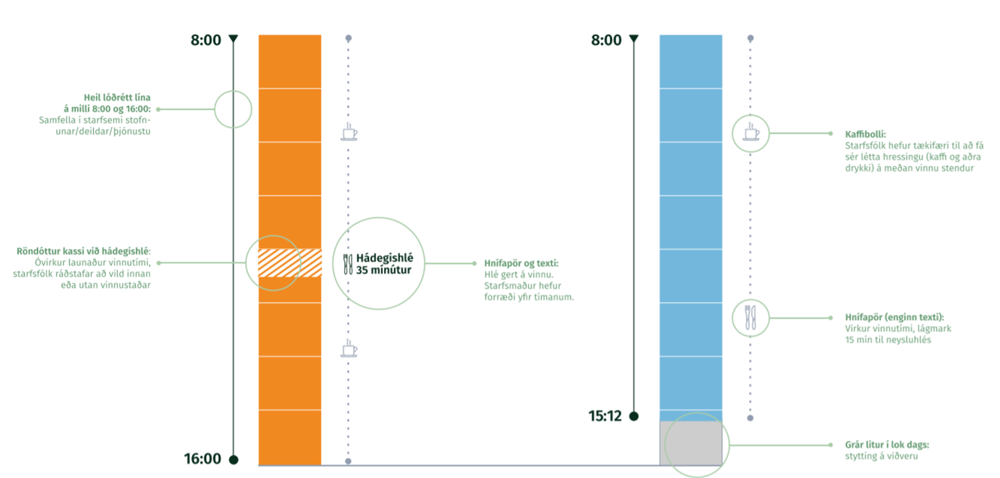 8:00
Heil lóðrétt lína
á milli 8:00 og 16:00:
Samfella í starfsemi stofn-
unar/deildar/þjónustu
Röndóttur kassi við hádegishlé:
Óvirkur launaður vinnutími,
starfsfólk ráðstafar að vild innan
eða utan vinnustaðar
16:00
Hádegishlé
35 mínútur
Hnífapör og texti:
Hlé gert á vinnu.
Starfsmaður hefur
forræði yfir tímanum.
8:00
15:12
Kaffibolli:
Starfsfólk hefur tækifæri til að fá
sér létta hressingu (kaffi og aðra
drykki) á meðan vinnu stendur
Hnífapör (enginn texti):
Virkur vinnutími, lágmark
15 mín til neysluhlés
Grár litur í lok dags:
stytting á viðveru